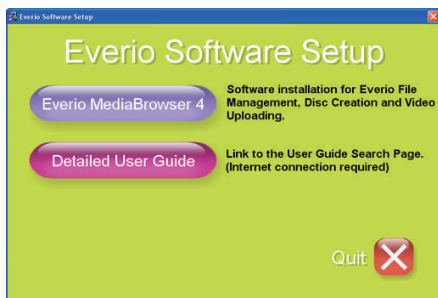 Everio Software Setup
Everio Software Setup
Everio MediaBrowser 4
Software installation for Everio File
Management, Disc Creation and Video
Uploading.
Detailed User Guide
Link to the User Guide Search Page.
(Internet connection required)
Quit